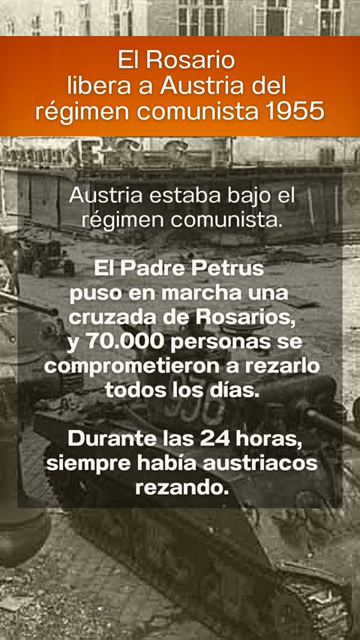 El Rosario
libera a Austria del
régimen comunista 1955
Austria estaba bajo el
régimen comunista.
El Padre Petrus
puso en marcha una
cruzada de Rosarios,
y 70.000 personas se
comprometieron a rezarlo
todos los días.
Durante las 24 horas,
siempre había austriacos
rezando.